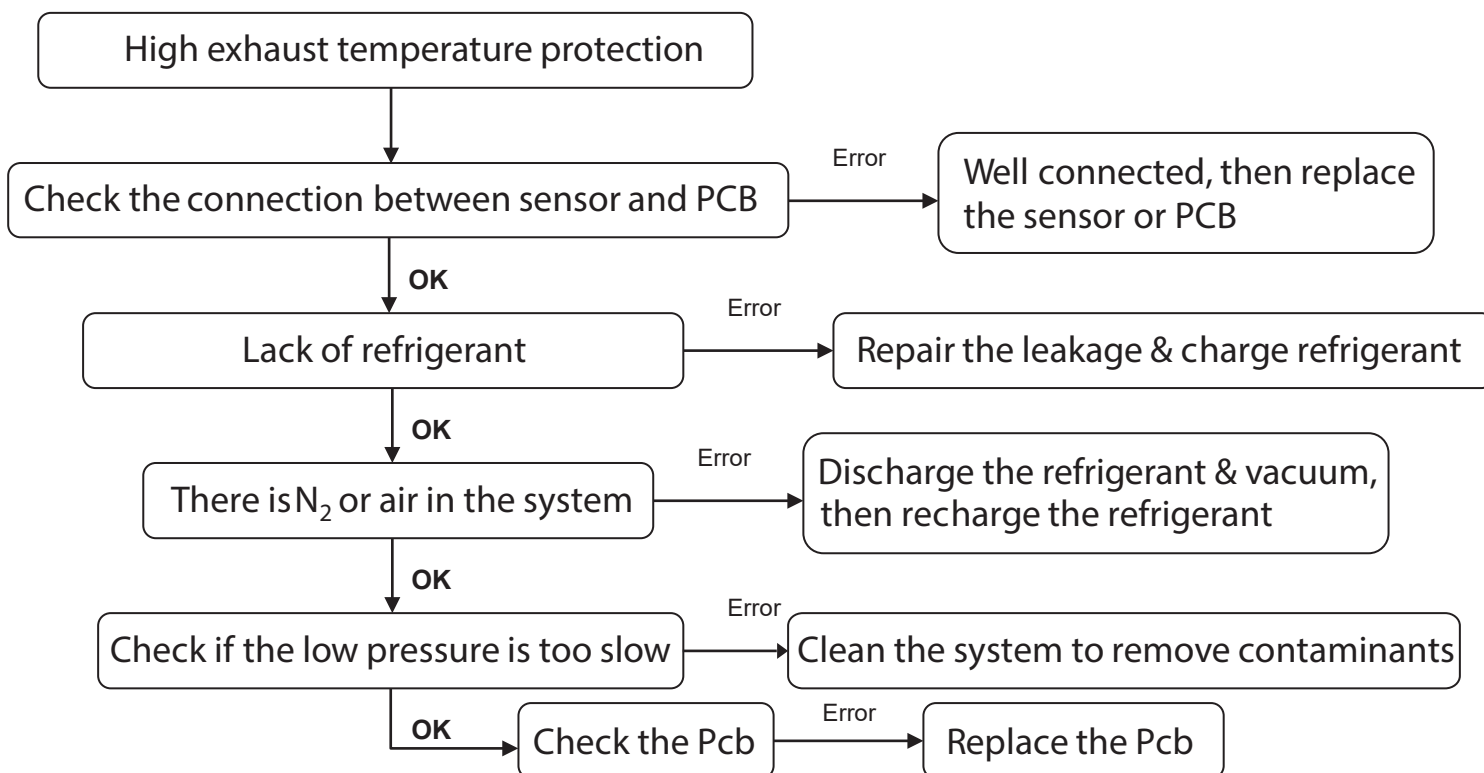 High exhaust temperature protection
Check the connection between sensor and PCB
Error
Well connected, then replace
the sensor or PCB
OK
Lack of refrigerant
Error
Repair the leakage & charge refrigerant
OK
There is N₂ or air in the system
Error
Discharge the refrigerant & vacuum,
then recharge the refrigerant
OK
Check if the low pressure is too slow
Error
Clean the system to remove contaminants
OK
Check the Pcb
Error
Replace the Pcb